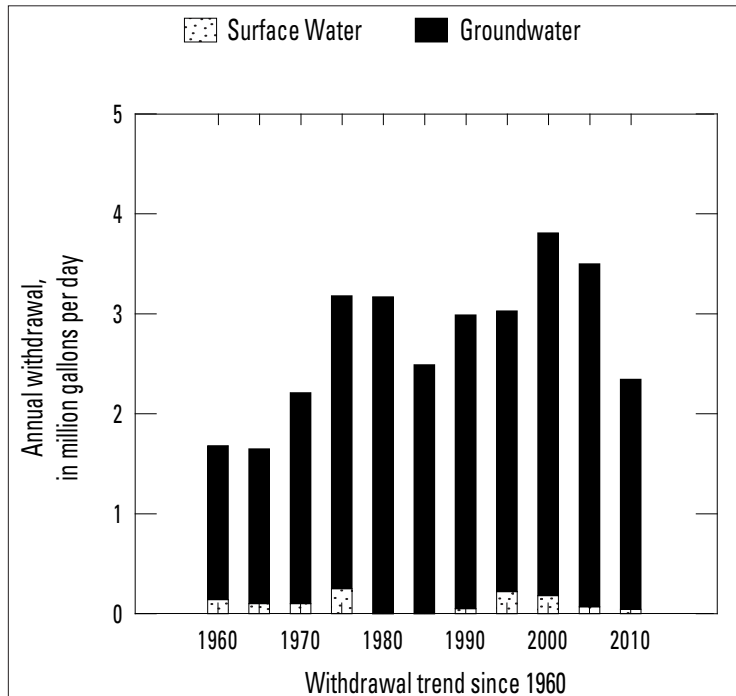 Surface Water Groundwater
5
4
3
2
1
0
Annual withdrawal,
in million gallons per day
1960 1970 1980 1990 2000 2010
Withdrawal trend since 1960